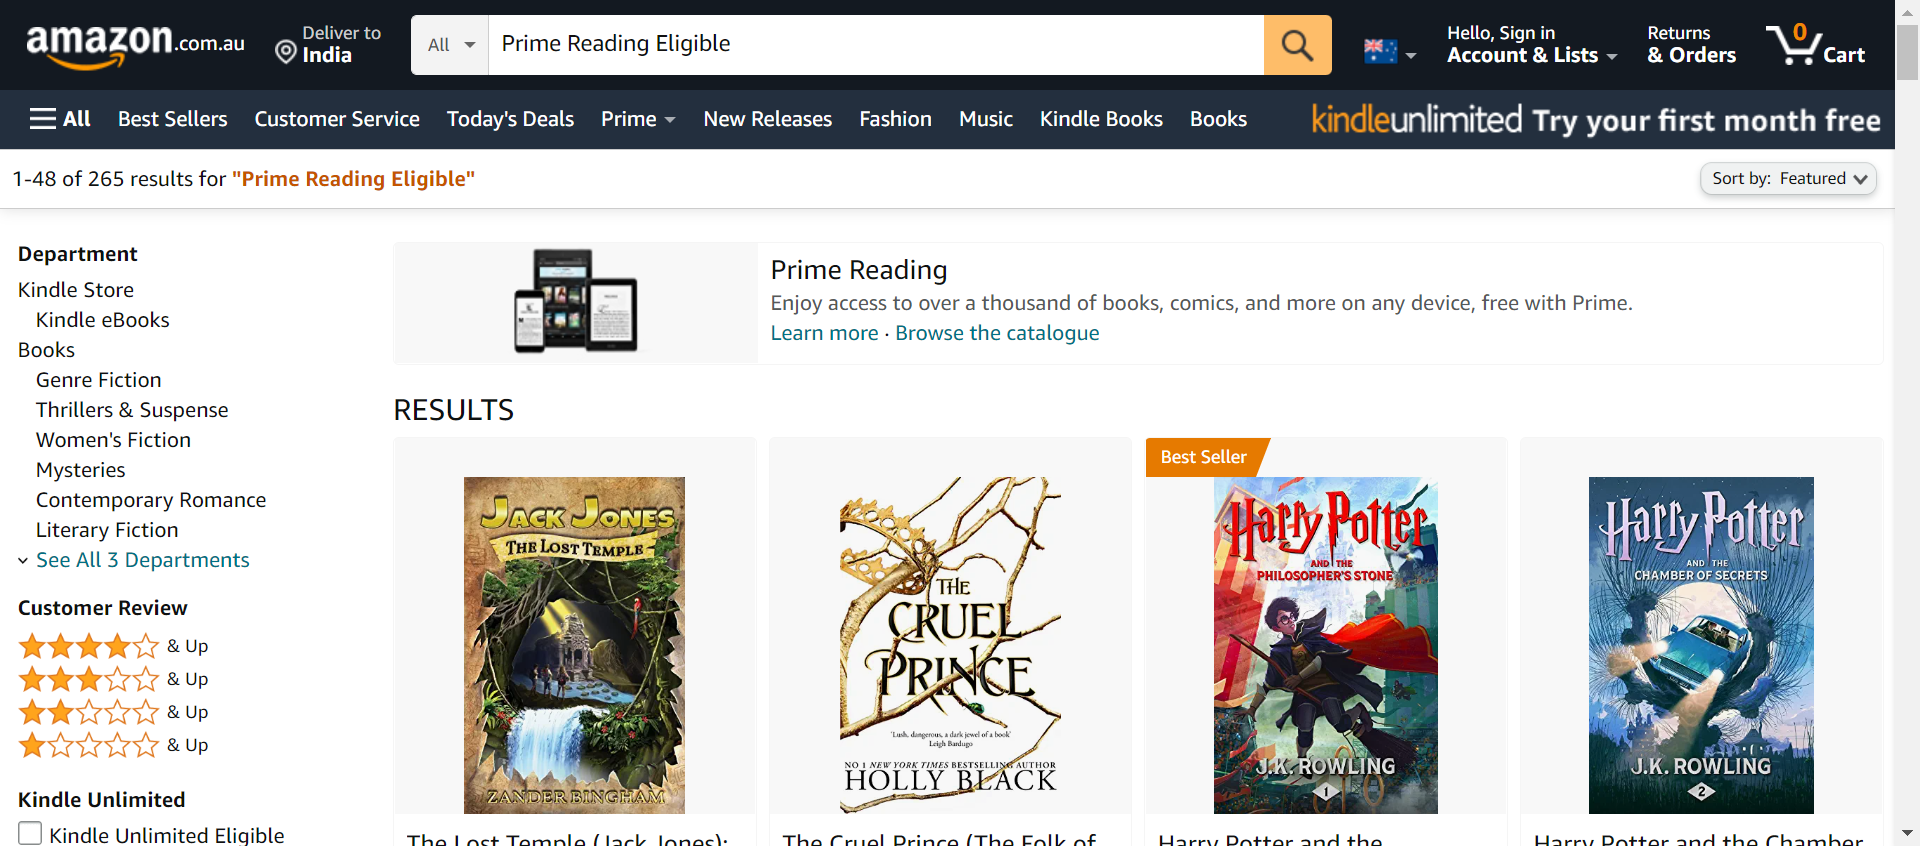 amazon.com.au
Deliver to
India
All
Prime Reading Eligible
Hello, Sign in
Account & Lists
Returns
& Orders
0
Cart
All
Best Sellers
Customer Service
Today's Deals
Prime
New Releases
Fashion
Music
Kindle Books
Books
kindleunlimited Try your first month free
1-48 of 265 results for "Prime Reading Eligible"
Sort by: Featured
Department
Kindle Store
Kindle eBooks
Books
Genre Fiction
Thrillers & Suspense
Women's Fiction
Mysteries
Contemporary Romance
Literary Fiction
See All 3 Departments
Customer Review
& Up
& Up
& Up
& Up
Kindle Unlimited
Kindle Unlimited Eligible
Prime Reading
Enjoy access to over a thousand of books, comics, and more on any device, free with Prime.
Learn more · Browse the catalogue
RESULTS
JACK JONES
THE LOST TEMPLE
ZANDER BINGHAM
The Lost Temple (Jack Jones):
THE
CRUEL
PRINCE
'Lush, dangerous, a dark jewel of a book'
Leigh Bardugo
NO 1 NEW YORK TIMES BESTSELLING AUTHOR
HOLLY BLACK
The Cruel Prince (The Folk of
Best Seller
Harry Potter
AND THE
PHILOSOPHER'S STONE
J.K. ROWLING
1
Harry Potter and the
Harry Potter
AND THE
CHAMBER OF SECRETS
J.K. ROWLING
2
Harry Potter and the Chamber